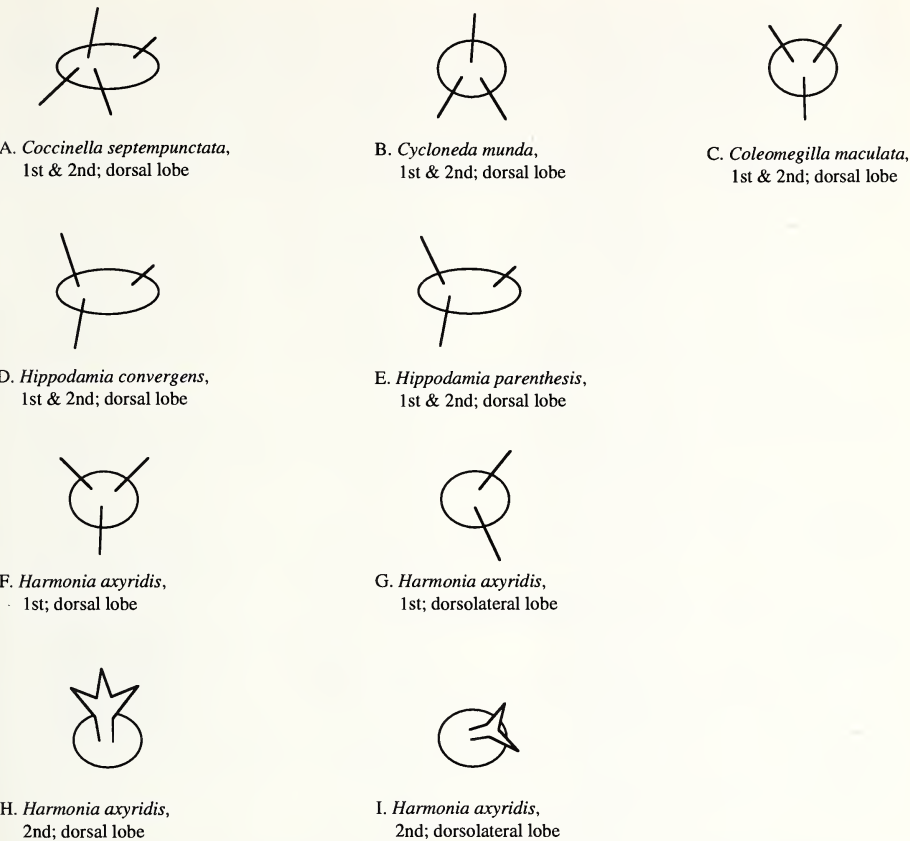 A. Coccinella septempunctata,
1st & 2nd; dorsal lobe
B. Cycloneda munda,
1st & 2nd; dorsal lobe
C. Coleomegilla maculata,
1st & 2nd; dorsal lobe
D. Hippodamia convergens,
1st & 2nd; dorsal lobe
E. Hippodamia parenthesis,
1st & 2nd; dorsal lobe
F. Harmonia axyridis,
1st; dorsal lobe
G. Harmonia axyridis,
1st; dorsolateral lobe
H. Harmonia axyridis,
2nd; dorsal lobe
I. Harmonia axyridis,
2nd; dorsolateral lobe